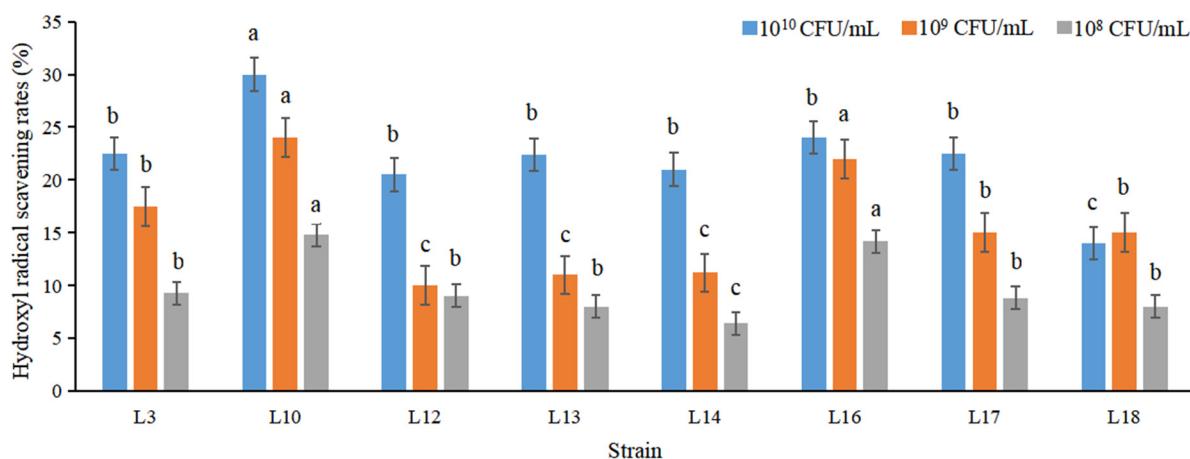 Hydroxyl radical scavening rates (%)
35
30
25
20
15
10
5
0
10¹⁰ CFU/mL 10⁹ CFU/mL 10⁸ CFU/mL
b b b
a a a
b c b
b c b
b c c
b a a
b b b
c b b
L3 L10 L12 L13 L14 L16 L17 L18
Strain